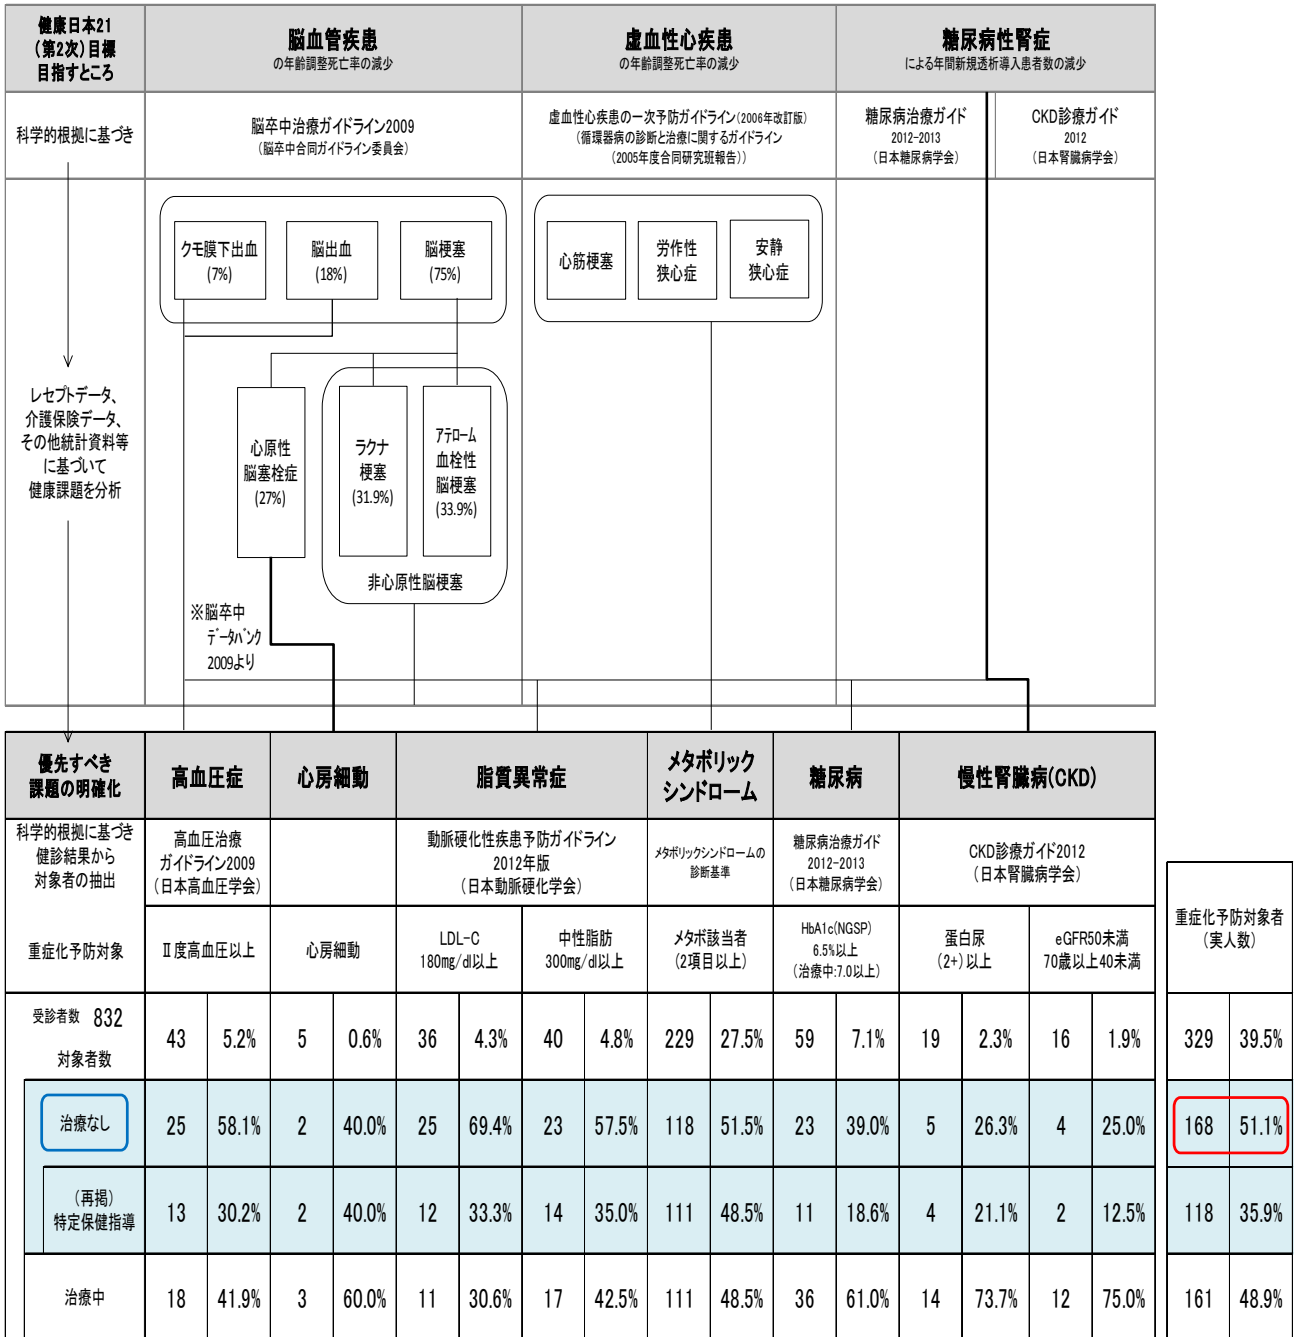 健康日本21
(第2次)目標
目指すところ
脳血管疾患
の年齢調整死亡率の減少
虚血性心疾患
の年齢調整死亡率の減少
糖尿病性腎症
による年間新規透析導入患者数の減少
科学的根拠に基づき
脳卒中治療ガイドライン2009
(脳卒中合同ガイドライン委員会)
虚血性心疾患の一次予防ガイドライン(2006年改訂版)
(循環器病の診断と治療に関するガイドライン
(2005年度合同研究班報告))
糖尿病治療ガイド
2012-2013
(日本糖尿病学会)
CKD診療ガイド
2012
(日本腎臓病学会)
クモ膜下出血
(7%)
脳出血
(18%)
脳梗塞
(75%)
心筋梗塞
労作性
狭心症
安静
狭心症
レセプトデータ、
介護保険データ、
その他統計資料等
に基づいて
健康課題を分析
心原性
脳塞栓症
(27%)
ラクナ
梗塞
(31.9%)
アテローム
血栓性
脳梗塞
(33.9%)
非心原性脳梗塞
※脳卒中
データバンク
2009より
優先すべき
課題の明確化
高血圧症
心房細動
脂質異常症
メタボリック
シンドローム
糖尿病
慢性腎臓病(CKD)
科学的根拠に基づき
健診結果から
対象者の抽出
高血圧治療
ガイドライン2009
(日本高血圧学会)
動脈硬化性疾患予防ガイドライン
2012年版
(日本動脈硬化学会)
メタボリックシンドロームの
診断基準
糖尿病治療ガイド
2012-2013
(日本糖尿病学会)
CKD診療ガイド2012
(日本腎臓病学会)
重症化予防対象者
(実人数)
重症化予防対象
Ⅱ度高血圧以上
心房細動
LDL-C
180mg/dl以上
中性脂肪
300mg/dl以上
メタボ該当者
(2項目以上)
HbA1c(NGSP)
6.5%以上
(治療中:7.0以上)
蛋白尿
(2+)以上
eGFR50未満
70歳以上40未満
受診者数 832
対象者数
43 5.2% 5 0.6% 36 4.3% 40 4.8% 229 27.5% 59 7.1% 19 2.3% 16 1.9% 329 39.5%
治療なし 25 58.1% 2 40.0% 25 69.4% 23 57.5% 118 51.5% 23 39.0% 5 26.3% 4 25.0% 168 51.1%
(再掲)
特定保健指導
13 30.2% 2 40.0% 12 33.3% 14 35.0% 111 48.5% 11 18.6% 4 21.1% 2 12.5% 118 35.9%
治療中 18 41.9% 3 60.0% 11 30.6% 17 42.5% 111 48.5% 36 61.0% 14 73.7% 12 75.0% 161 48.9%